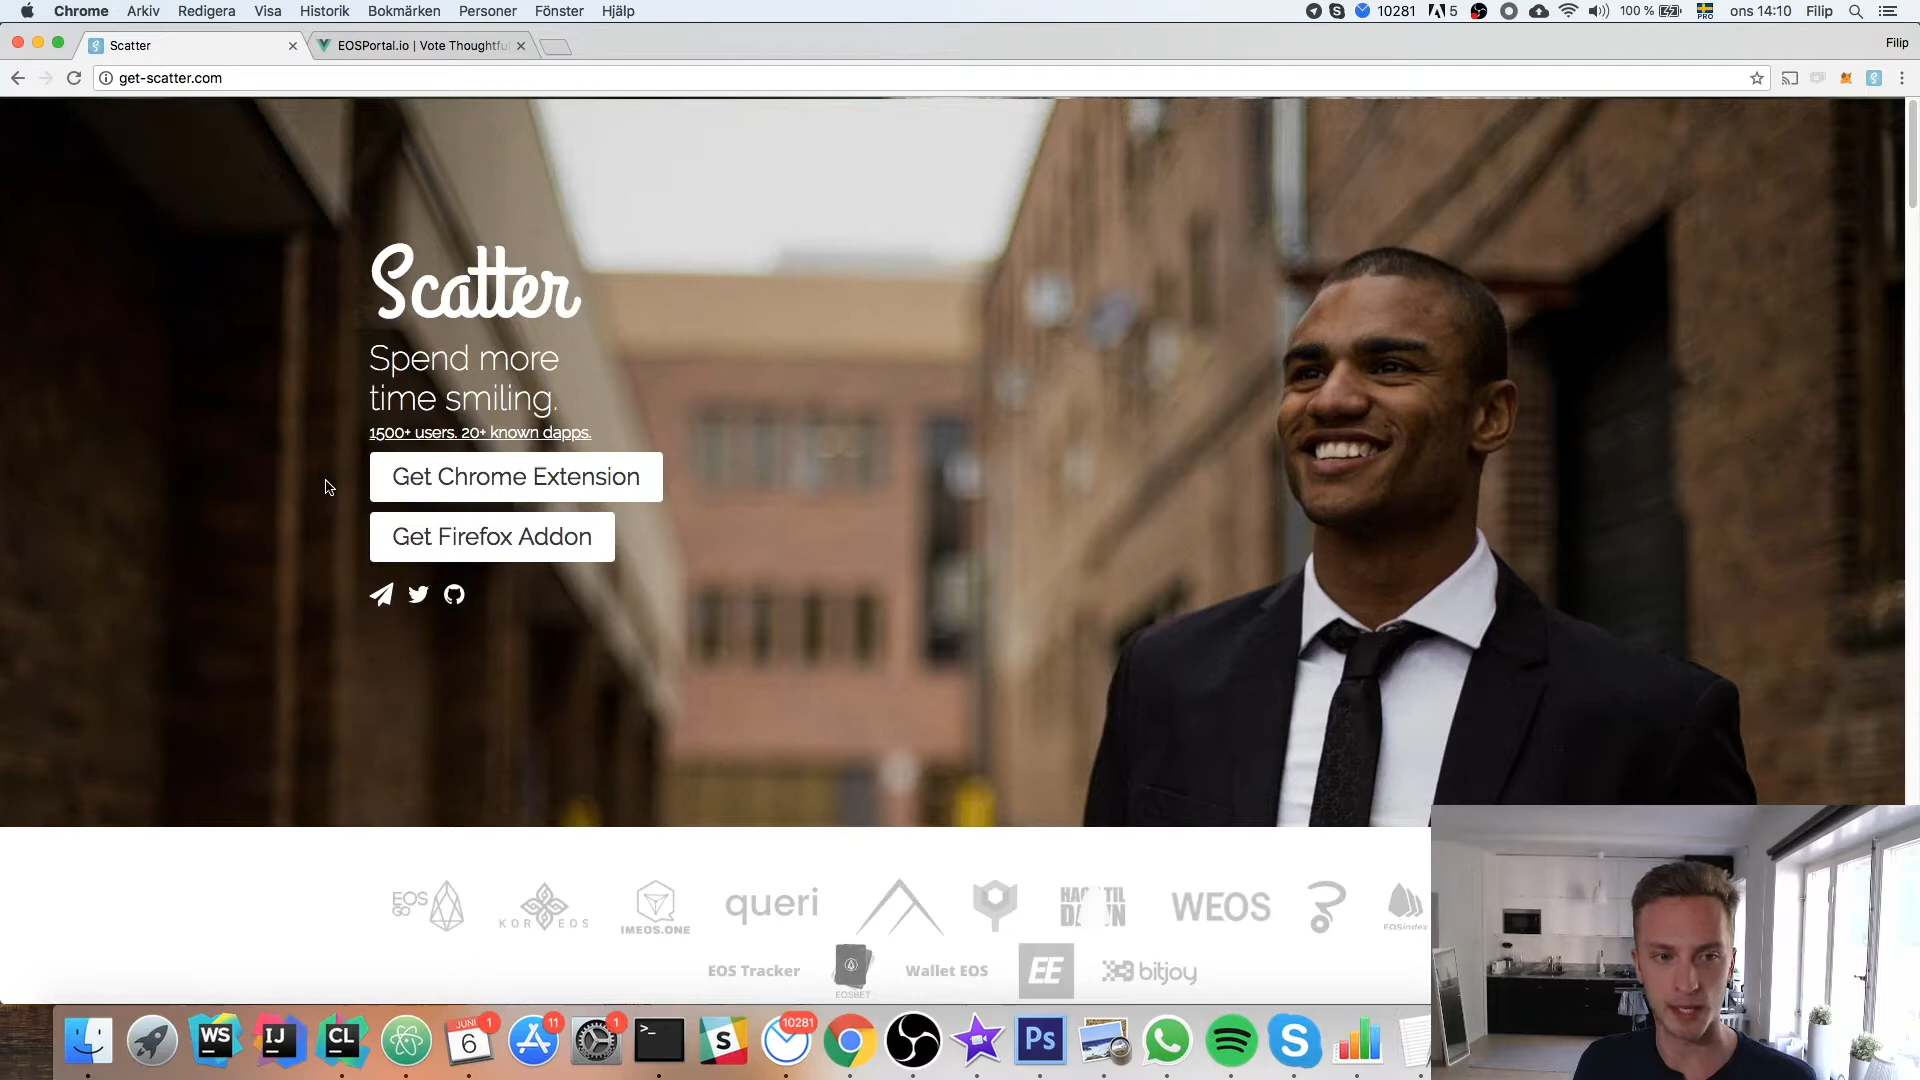 Chrome Arkiv Redigera Visa Historik Bokmärken Personer Fönster Hjälp 10281 5 100 % PRO ons 14:10 Filip
Scatter EOSPortal.io | Vote Thoughtfu Filip
get-scatter.com
Scatter
Spend more
time smiling.
1500+ users. 20+ known dapps.
Get Chrome Extension
Get Firefox Addon
EOS GO KOREOS IMEOS.ONE queri WEOS EOSindex
EOS Tracker EOSBET Wallet EOS EE bitjoy
WS IJ CL JUNI 6 1 11 1 >_ S 10281 Ps